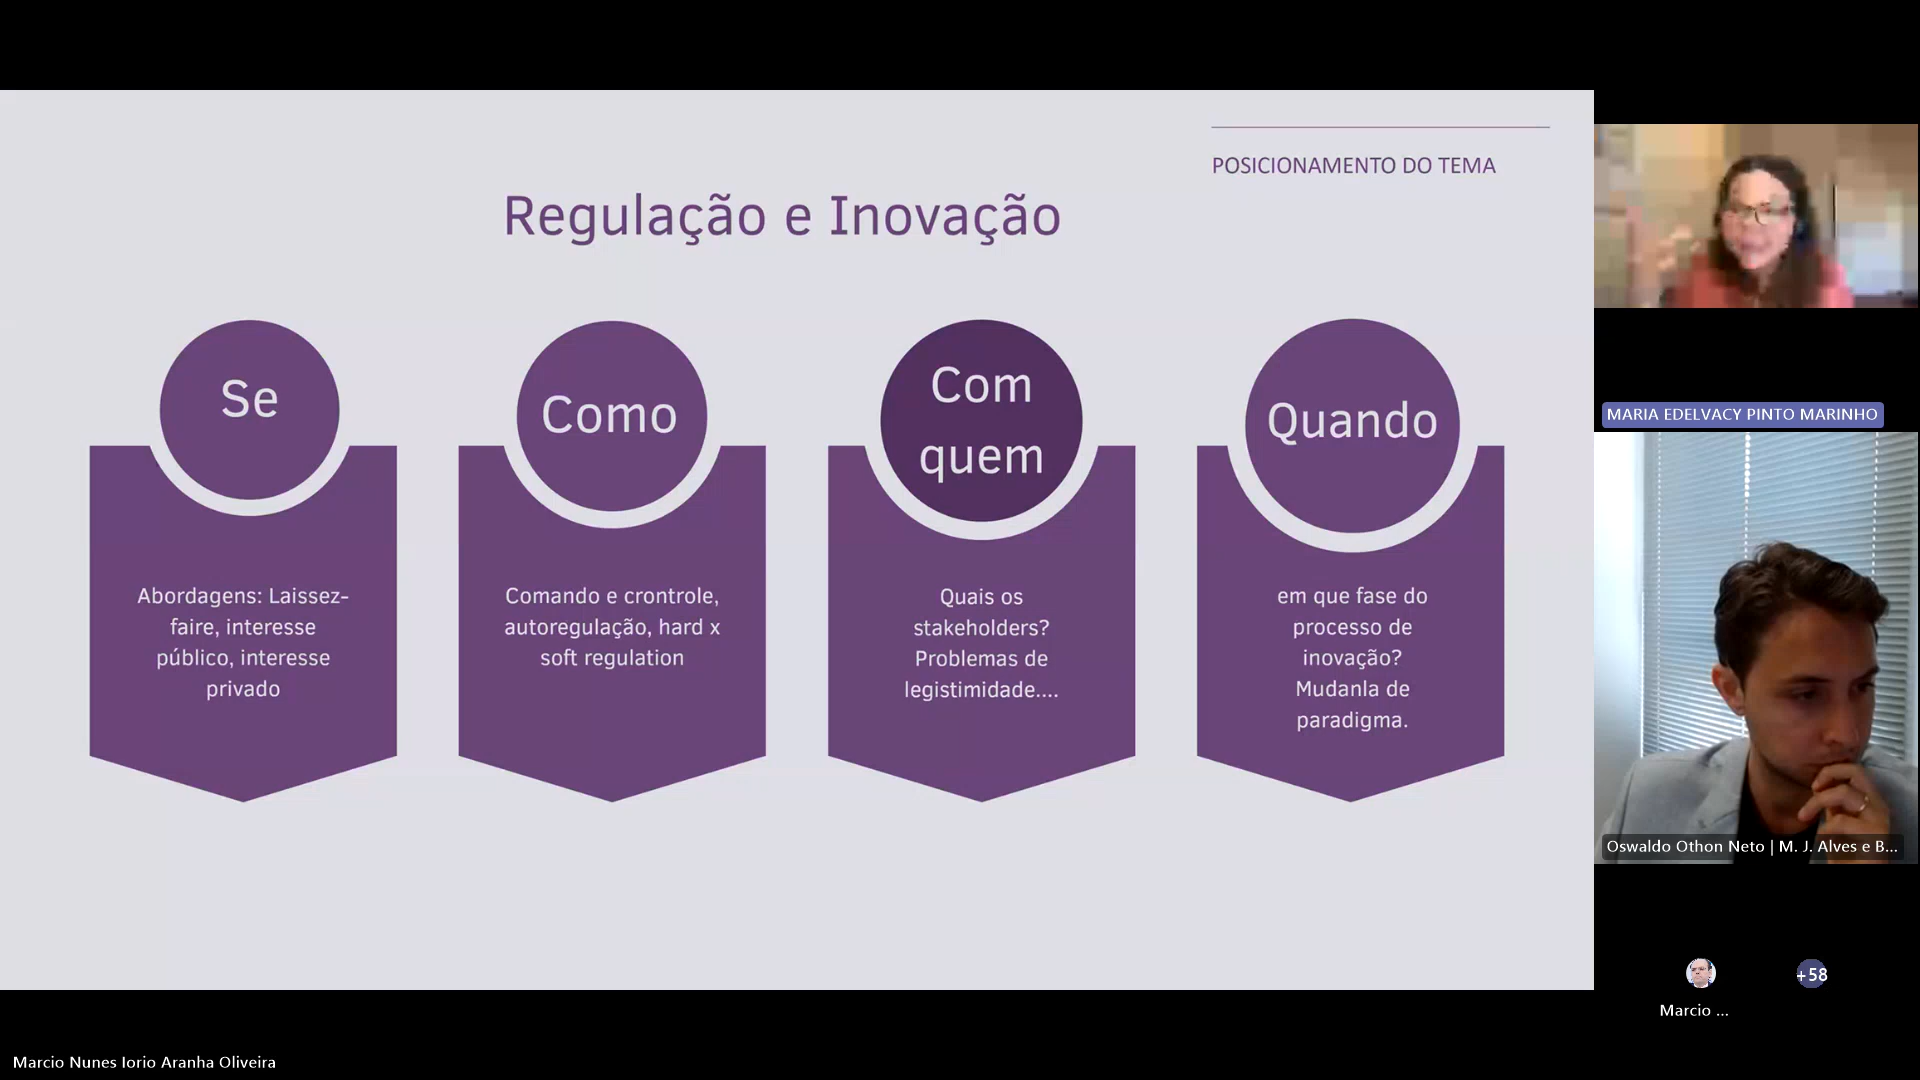 POSICIONAMENTO DO TEMA
Regulação e Inovação
Se
Abordagens: Laissez-
faire, interesse
público, interesse
privado
Como
Comando e crontrole,
autoregulação, hard x
soft regulation
Com
quem
Quais os
stakeholders?
Problemas de
legistimidade....
Quando
em que fase do
processo de
inovação?
Mudanla de
paradigma.
MARIA EDELVACY PINTO MARINHO
Oswaldo Othon Neto | M. J. Alves e B...
+58
Marcio ...
Marcio Nunes Iorio Aranha Oliveira